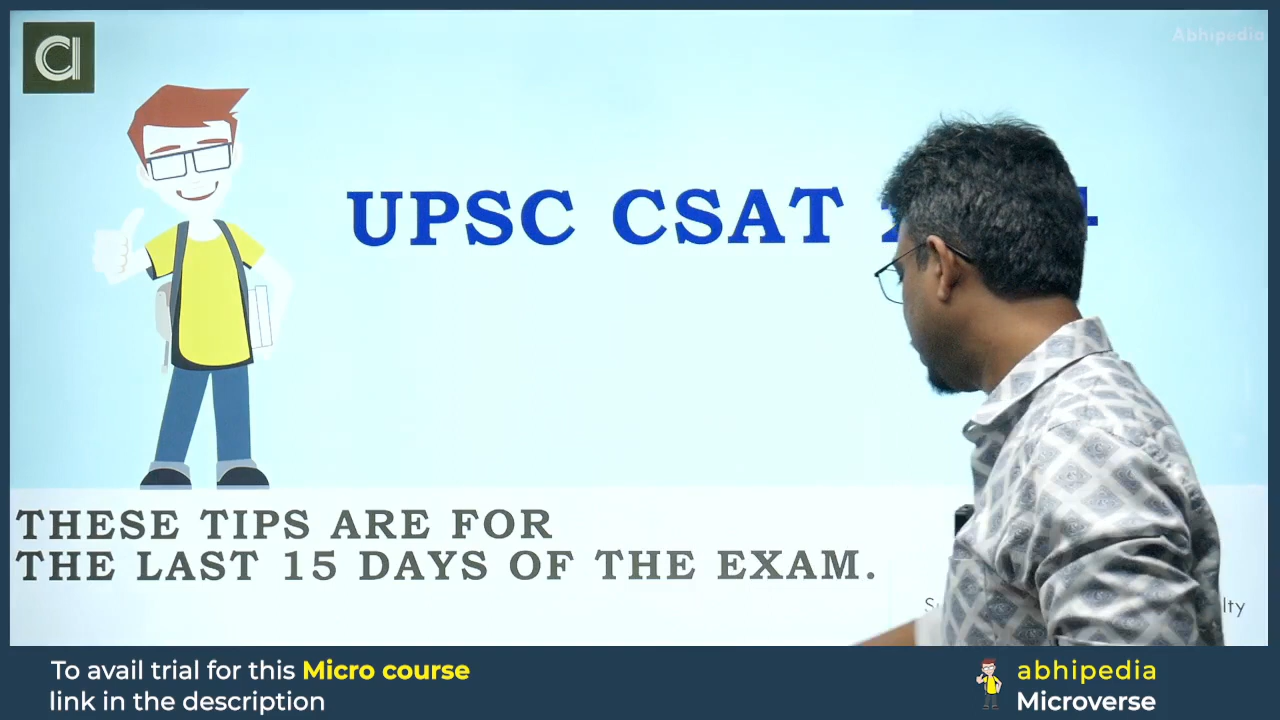 Abhipedia
UPSC CSAT
THESE TIPS ARE FOR
THE LAST 15 DAYS OF THE EXAM.
To avail trial for this Micro course
link in the description
abhipedia
Microverse